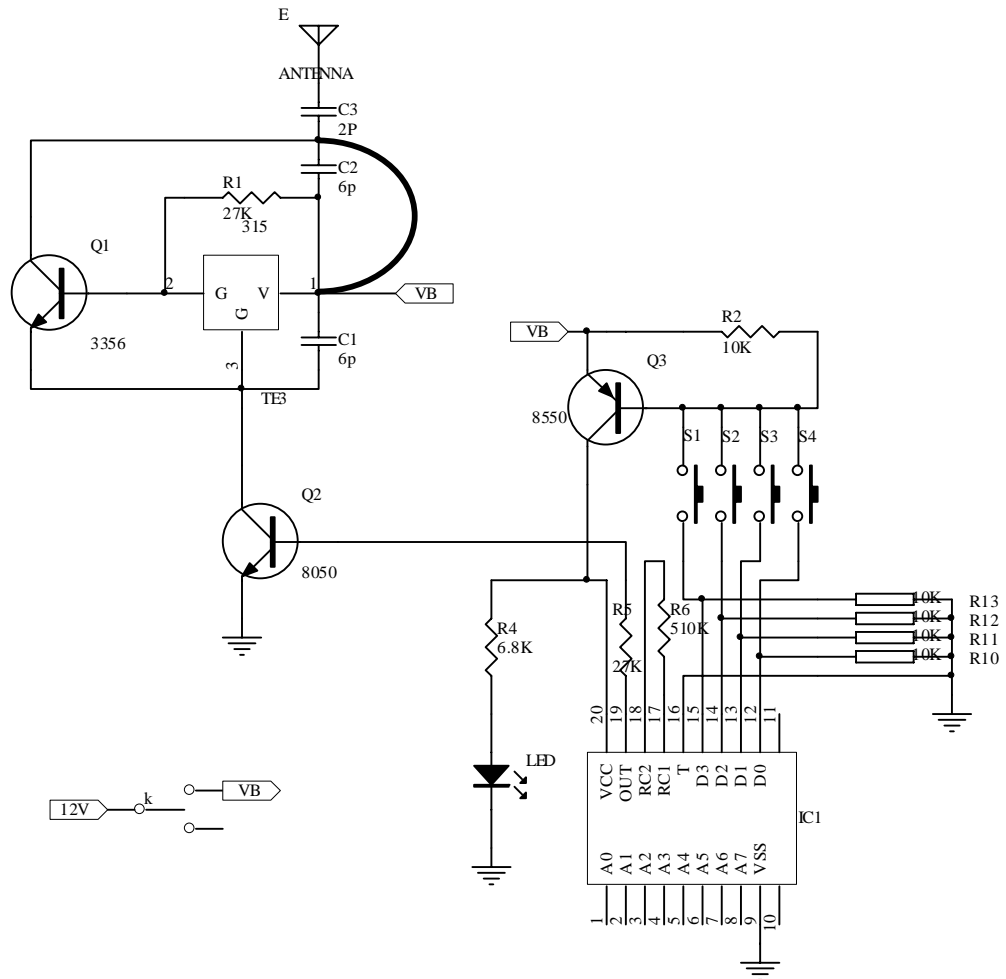 E
ANTENNA
C3
2P
C2
6p
R1
27K
315
Q1
2
G
V
1
VB
G
3356
3
C1
6p
TE3
VB
R2
10K
Q3
8550
S1
S2
S3
S4
Q2
8050
R4
6.8K
R5
27K
R6
510K
10K
R13
10K
R12
10K
R11
10K
R10
20
19
18
17
16
15
14
13
12
11
VCC
OUT
RC2
RC1
T
D3
D2
D1
D0
LED
IC1
12V
k
VB
A0
A1
A2
A3
A4
A5
A6
A7
VSS
1
2
3
4
5
6
7
8
9
10